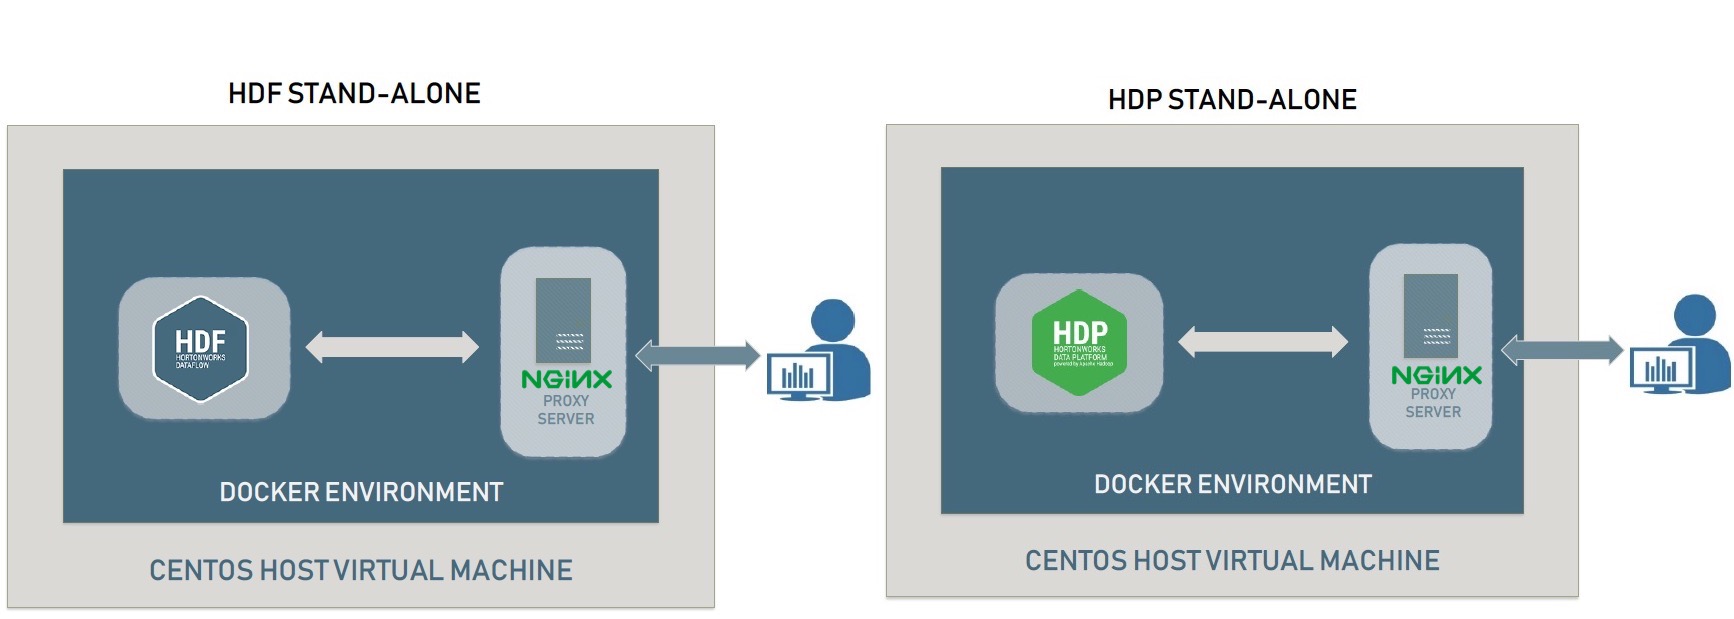 HDF STAND-ALONE
HDF
HORTONWORKS
DATAFLOW
NGINX
PROXY
SERVER
DOCKER ENVIRONMENT
CENTOS HOST VIRTUAL MACHINE
HDP STAND-ALONE
HDP
HORTONWORKS
DATA PLATFORM
powered by Apache Hadoop
NGINX
PROXY
SERVER
DOCKER ENVIRONMENT
CENTOS HOST VIRTUAL MACHINE